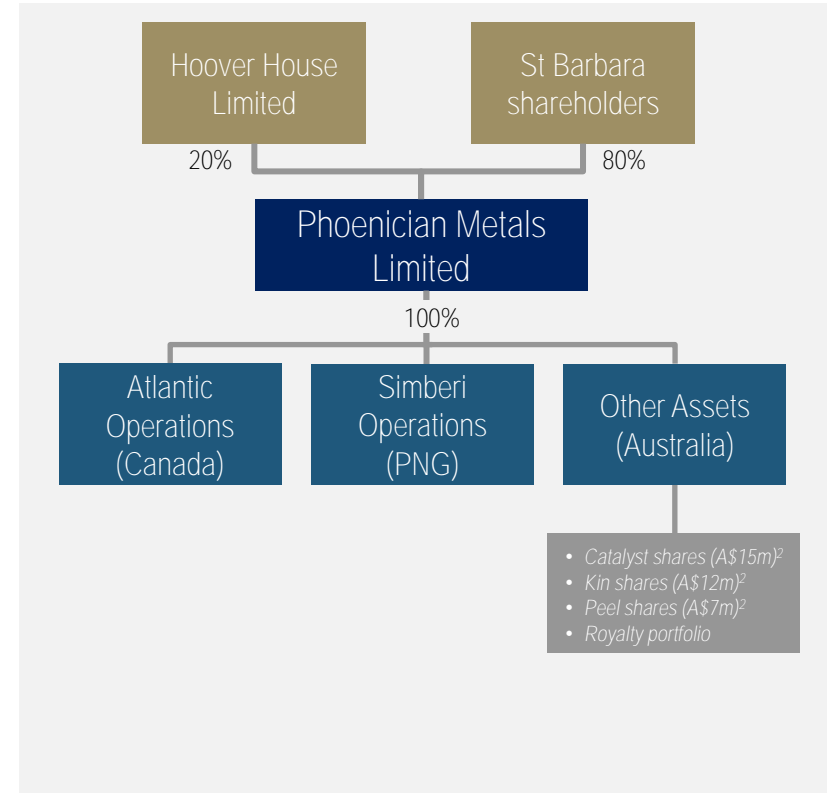 Hoover House
Limited
St Barbara
shareholders
20%
80%
Phoenician Metals
Limited
100%
Atlantic
Operations
(Canada)
Simberi
Operations
(PNG)
Other Assets
(Australia)
• Catalyst shares (A$15m)²
• Kin shares (A$12m)²
• Peel shares (A$7m)²
• Royalty portfolio